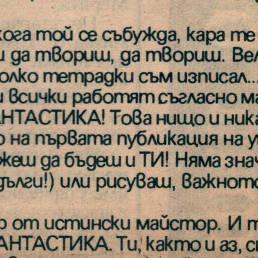 кога той се събужда, кара те
и да твориш, да твориш. Вел
олко тетрадки съм изписал...
и всички работят съгласно ма
АНТАСТИКА! Това нищо и ника
о на първата публикация на у
жеш да бъдеш и ТИ! Няма знач
дълги!) или рисуваш, важното
р от истински майстор. И т
АНТАСТИКА. Ти, както и аз, с